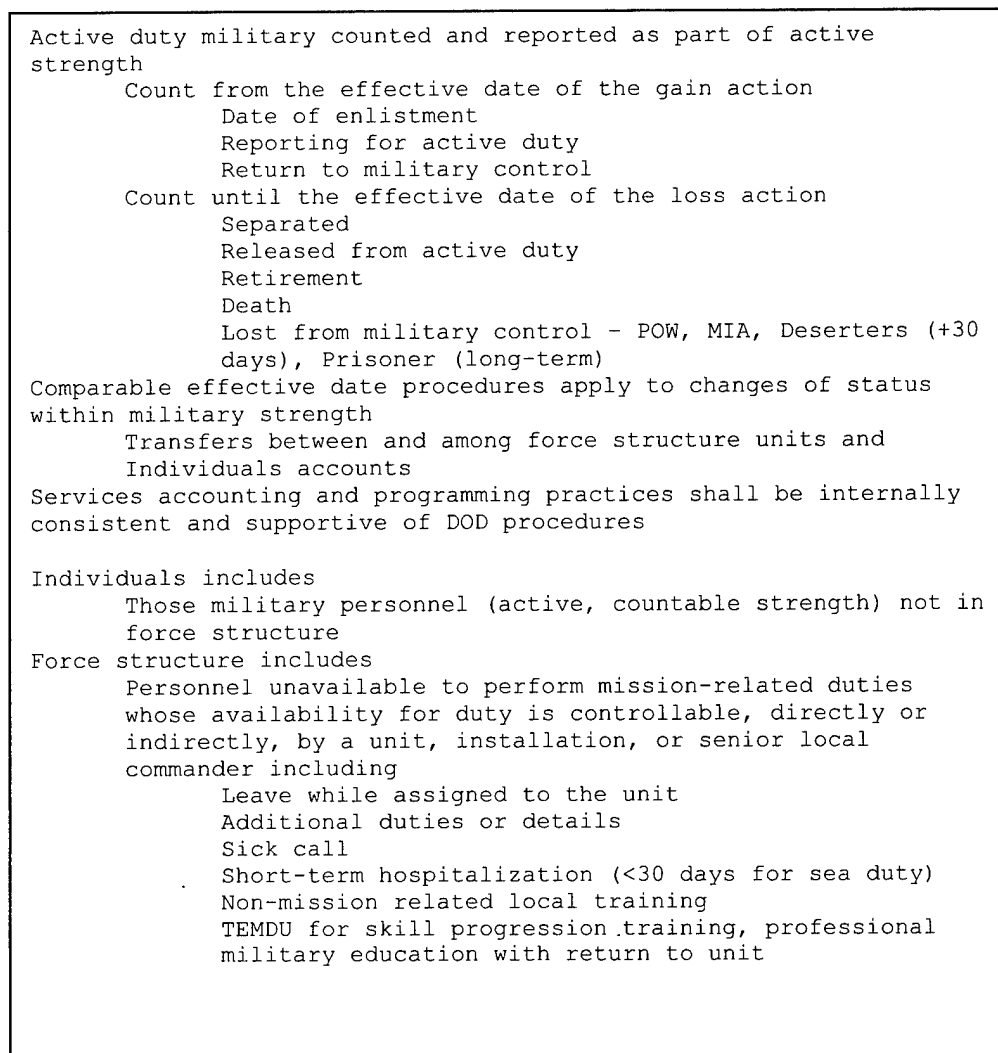 Active duty military counted and reported as part of active
strength
Count from the effective date of the gain action
Date of enlistment
Reporting for active duty
Return to military control
Count until the effective date of the loss action
Separated
Released from active duty
Retirement
Death
Lost from military control - POW, MIA, Deserters (+30
days), Prisoner (long-term)
Comparable effective date procedures apply to changes of status
within military strength
Transfers between and among force structure units and
Individuals accounts
Services accounting and programming practices shall be internally
consistent and supportive of DOD procedures
Individuals includes
Those military personnel (active, countable strength) not in
force structure
Force structure includes
Personnel unavailable to perform mission-related duties
whose availability for duty is controllable, directly or
indirectly, by a unit, installation, or senior local
commander including
Leave while assigned to the unit
Additional duties or details
Sick call
Short-term hospitalization (<30 days for sea duty)
Non-mission related local training
TEMDU for skill progression .training, professional
military education with return to unit